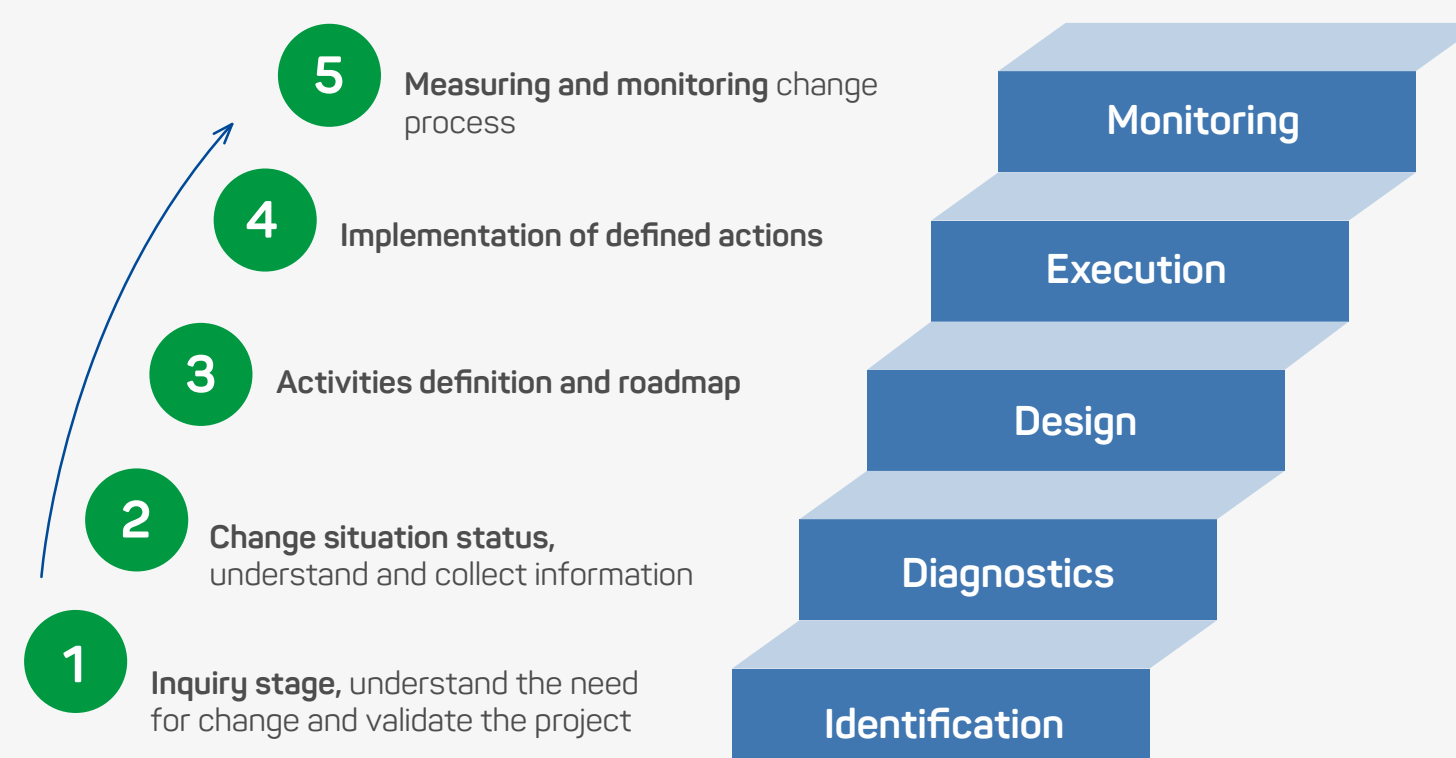 5
Measuring and monitoring change
process
Monitoring
4
Implementation of defined actions
Execution
3
Activities definition and roadmap
Design
2
Change situation status,
understand and collect information
Diagnostics
1
Inquiry stage, understand the need
for change and validate the project
Identification